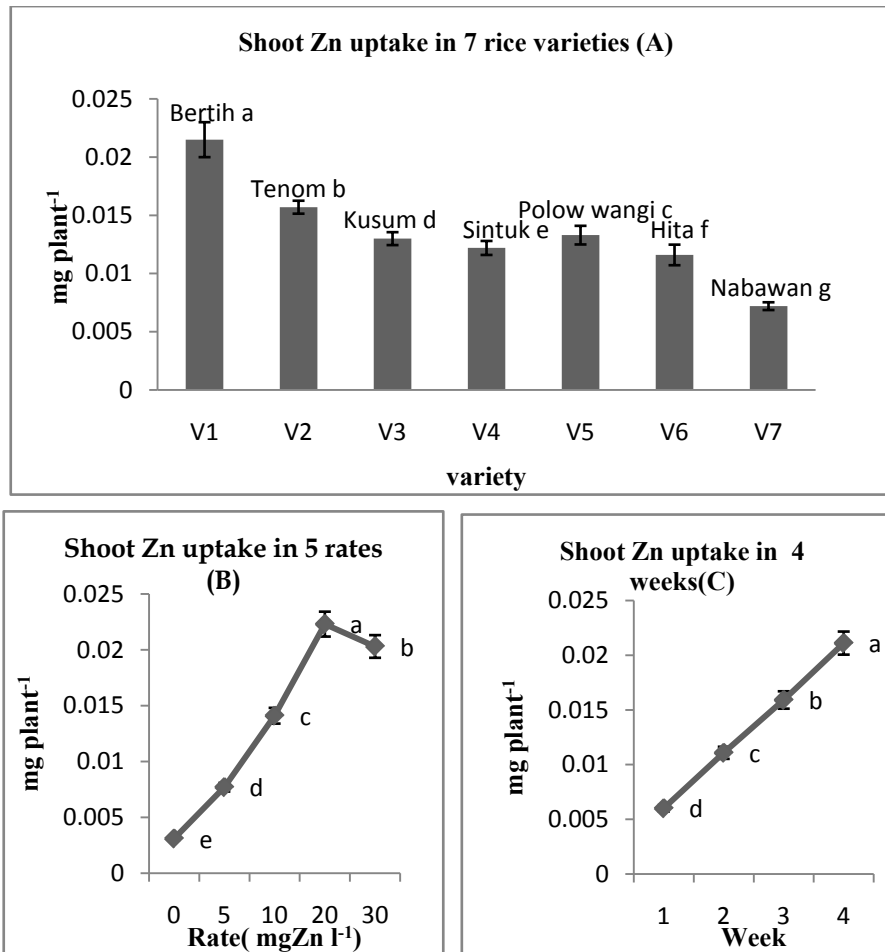 Shoot Zn uptake in 7 rice varieties (A)
0.025
0.02
0.015
0.01
0.005
0
mg plant⁻¹
Bertih a
Tenom b
Kusum d
Sintuk e
Polow wangi c
Hita f
Nabawan g
V1 V2 V3 V4 V5 V6 V7
variety
Shoot Zn uptake in 5 rates
(B)
0.025
0.02
0.015
0.01
0.005
0
mg plant⁻¹
a
b
c
d
e
0 5 10 20 30
Rate( mgZn l⁻¹)
Shoot Zn uptake in 4
weeks(C)
0.025
0.02
0.015
0.01
0.005
0
mg plant⁻¹
a
b
c
d
1 2 3 4
Week